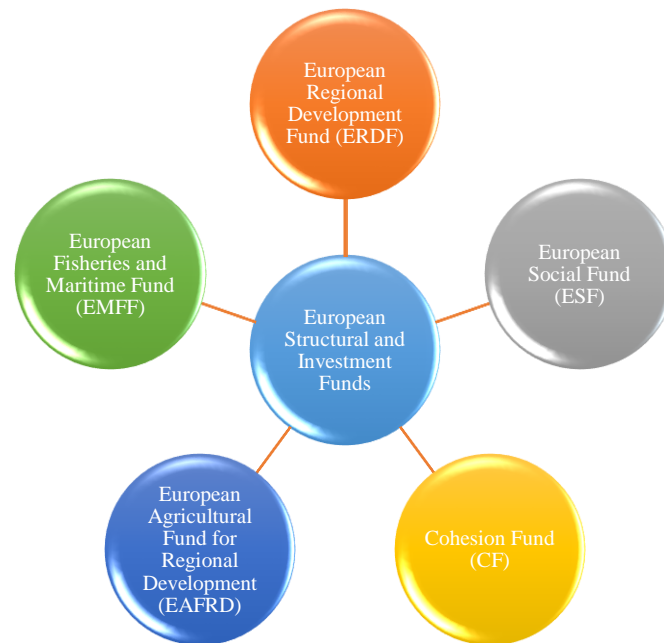 European
Regional
Development
Fund (ERDF)
European
Social Fund
(ESF)
Cohesion Fund
(CF)
European
Agricultural
Fund for
Regional
Development
(EAFRD)
European
Fisheries and
Maritime Fund
(EMFF)
European
Structural and
Investment
Funds